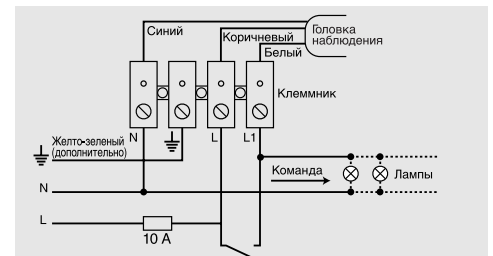 Синий
Коричневый
Белый
Головка
наблюдения
Клеммник
N
L
L1
Желто-зеленый
(дополнительно)
Команда
Лампы
N
L
10 A